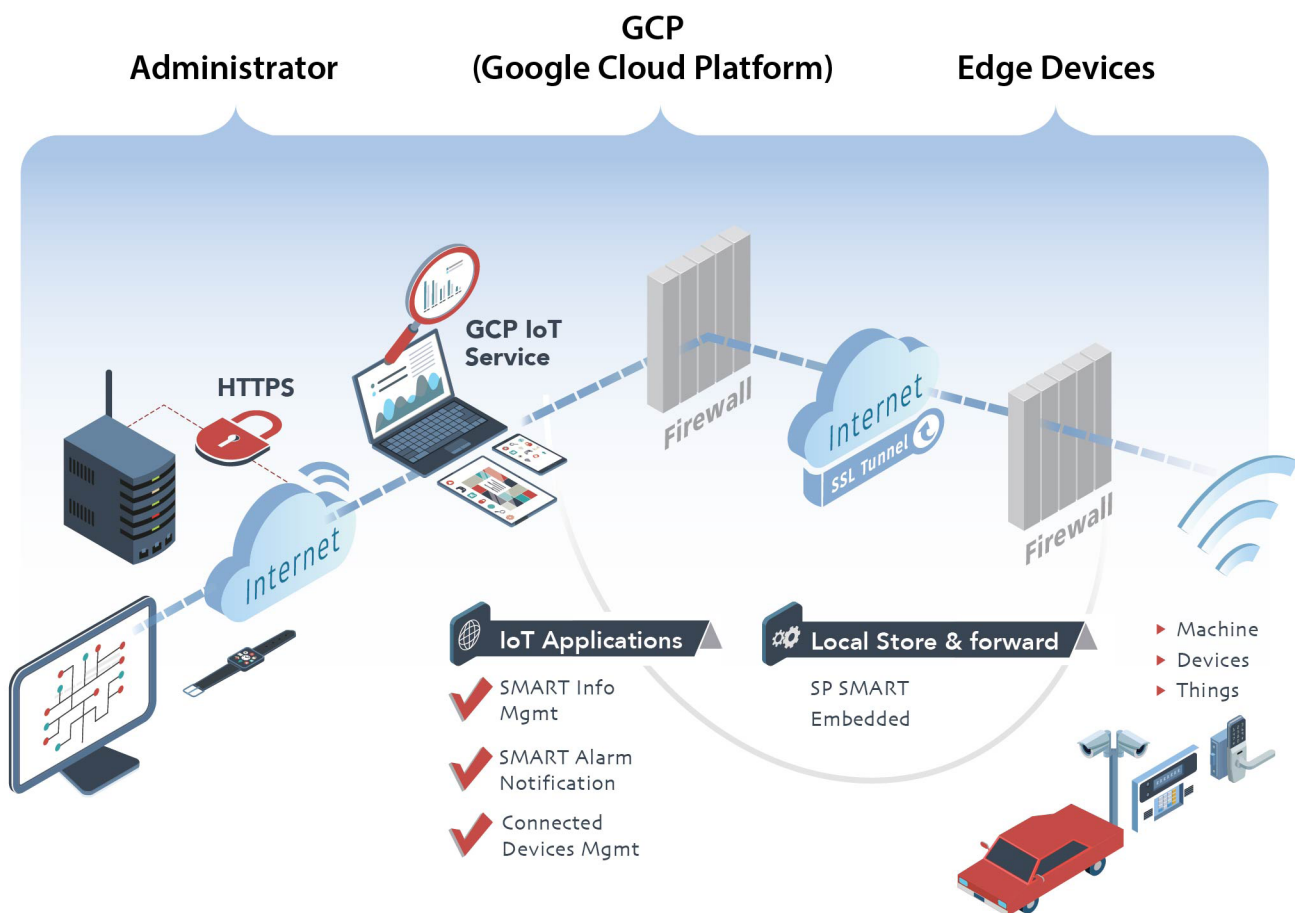 Administrator
GCP
(Google Cloud Platform)
Edge Devices
HTTPS
GCP IoT
Service
Firewall
Internet
SSL Tunnel
Firewall
Internet
IoT Applications
SMART Info
Mgmt
SMART Alarm
Notification
Connected
Devices Mgmt
Local Store & forward
SP SMART
Embedded
Machine
Devices
Things